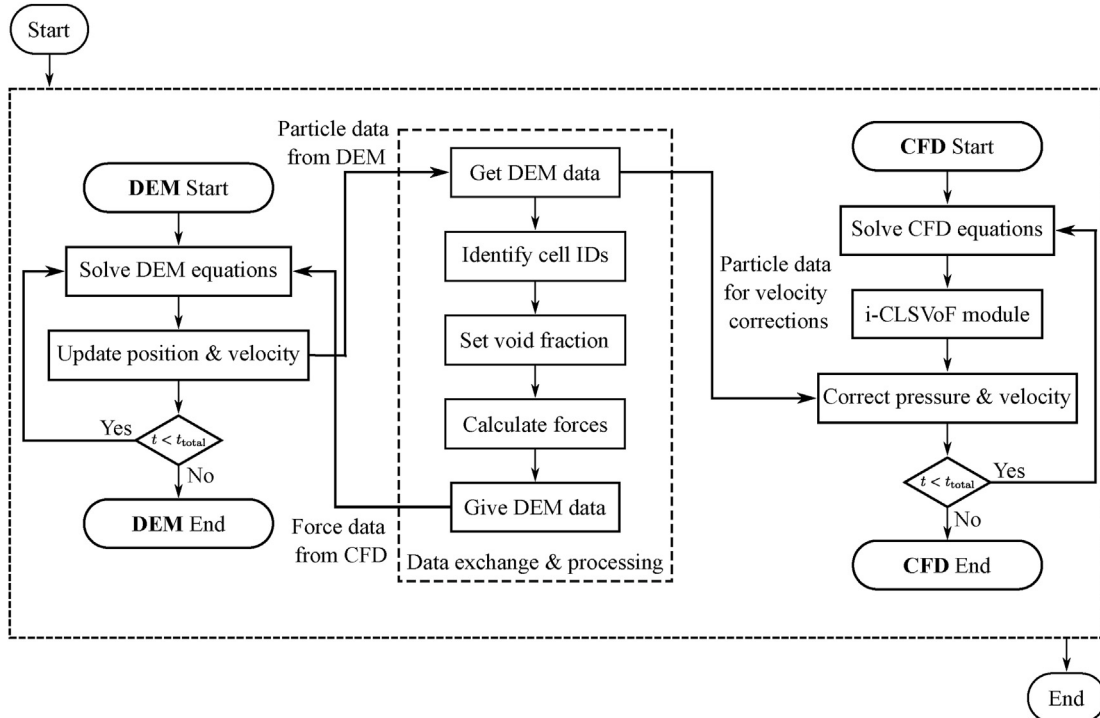 Start
DEM Start
Solve DEM equations
Update position & velocity
Yes
t < t_total
No
DEM End
Particle data
from DEM
Force data
from CFD
Get DEM data
Identify cell IDs
Set void fraction
Calculate forces
Give DEM data
Data exchange & processing
Particle data
for velocity
corrections
CFD Start
Solve CFD equations
i-CLSVoF module
Correct pressure & velocity
t < t_total
Yes
No
CFD End
End